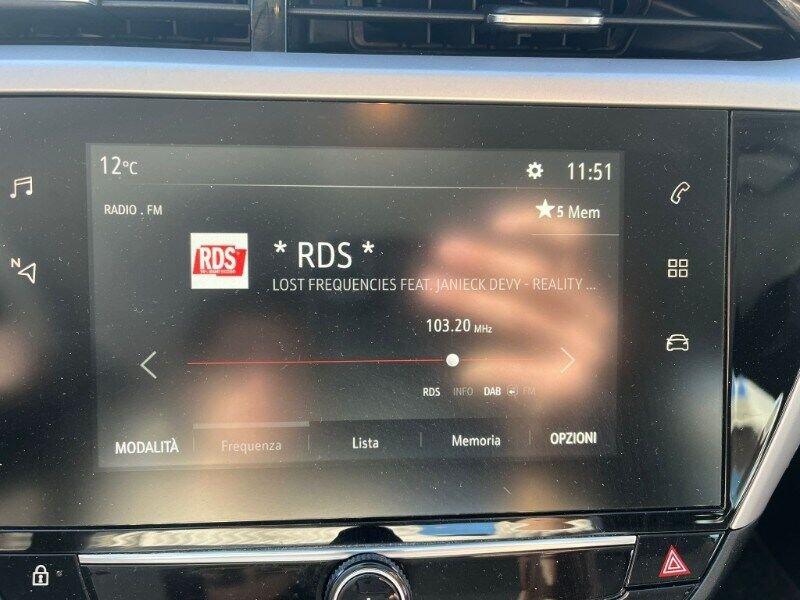 12°C 11:51
RADIO . FM ★5 Mem
RDS
* RDS *
LOST FREQUENCIES FEAT. JANIECK DEVY - REALITY ...
103.20 MHz
RDS INFO DAB FM
MODALITÀ Frequenza Lista Memoria OPZIONI
N